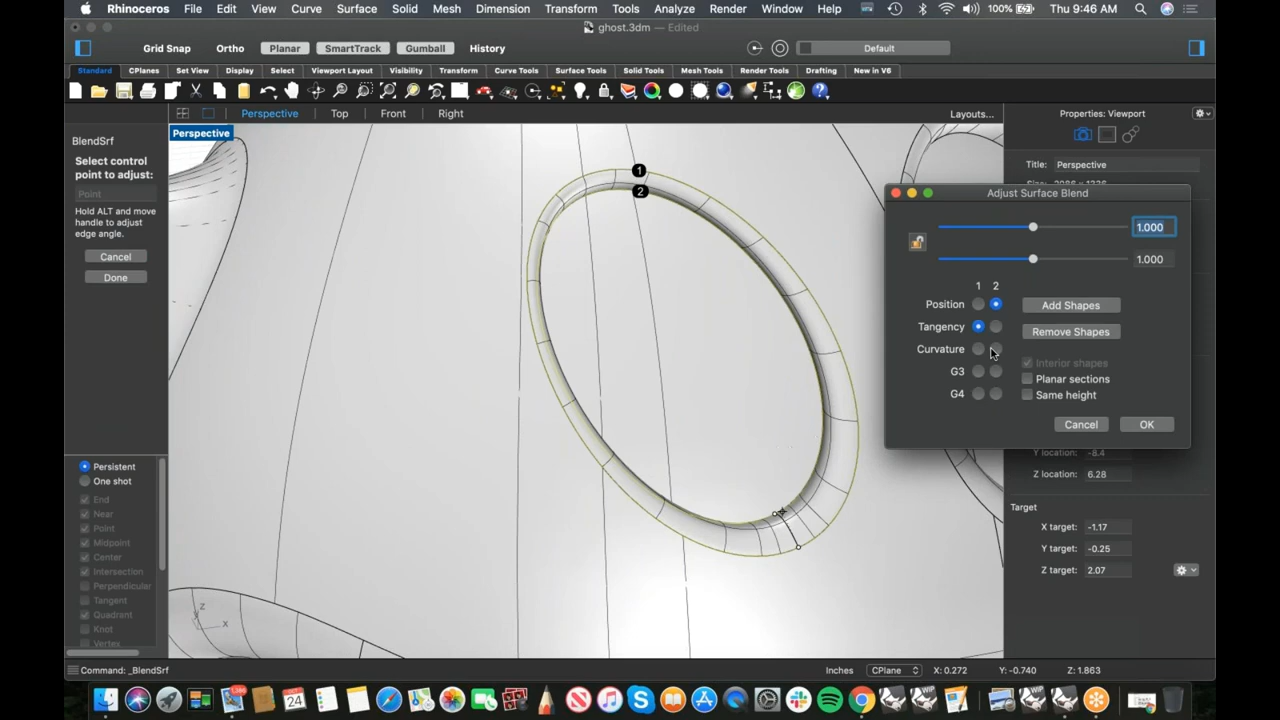 Rhinoceros File Edit View Curve Surface Solid Mesh Dimension Transform Tools Analyze Render Window Help 100% Thu 9:46 AM
ghost.3dm — Edited
Grid Snap Ortho Planar SmartTrack Gumball History Default
Standard CPlanes Set View Display Select Viewport Layout Visibility Transform Curve Tools Surface Tools Solid Tools Mesh Tools Render Tools Drafting New in V6
Perspective Top Front Right Layouts... Properties: Viewport
Perspective
BlendSrf
Select control
point to adjust:
Point
Hold ALT and move
handle to adjust
edge angle.
Cancel
Done
Title: Perspective
1
2
Adjust Surface Blend
1.000
1.000
1 2
Position Add Shapes
Tangency Remove Shapes
Curvature Interior shapes
G3 Planar sections
G4 Same height
Cancel OK
Y location: -8.4
Z location: 6.28
Target
X target: -1.17
Y target: -0.25
Z target: 2.07
Persistent
One shot
End
Near
Point
Midpoint
Center
Intersection
Perpendicular
Tangent
Quadrant
Knot
Vertex
Z
X
Command: _BlendSrf Inches CPlane X: 0.272 Y: -0.740 Z: 1.863
OCT
24